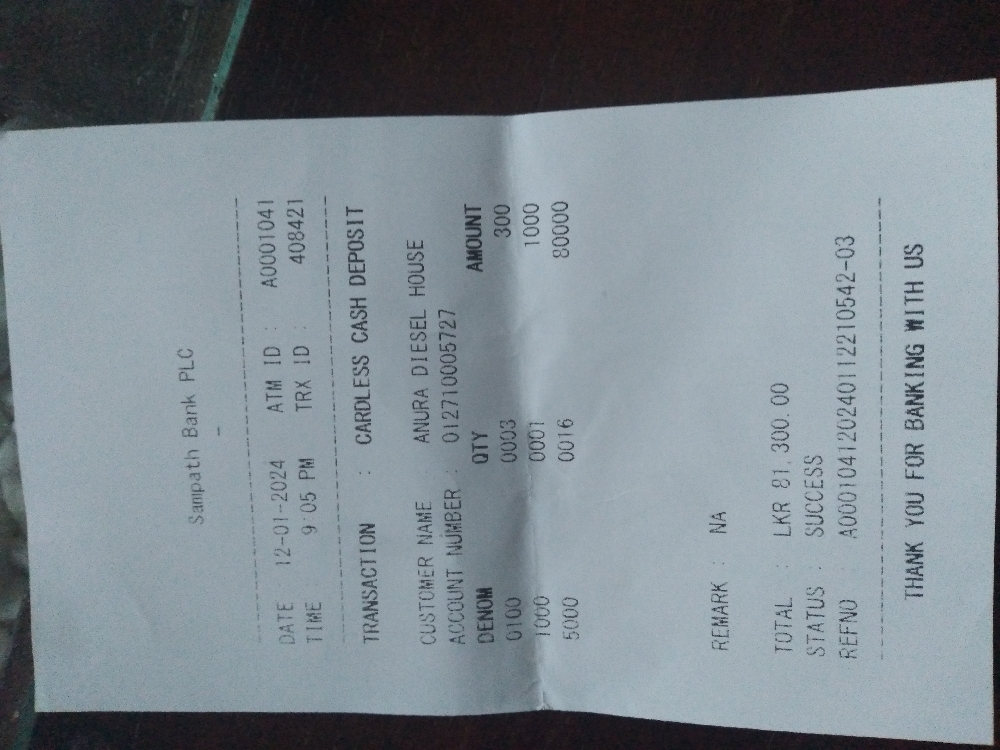 Sampath Bank PLC
–
DATE : 12-01-2024 ATM ID : A0001041
TIME : 9:05 PM TRX ID : 408421
TRANSACTION : CARDLESS CASH DEPOSIT
CUSTOMER NAME : ANURA DIESEL HOUSE
ACCOUNT NUMBER : 012710005727
DENOM QTY AMOUNT
0100 0003 300
1000 0001 1000
5000 0016 80000
REMARK : NA
TOTAL : LKR 81,300.00
STATUS : SUCCESS
REFNO : A000104120240112210542-03
THANK YOU FOR BANKING WITH US